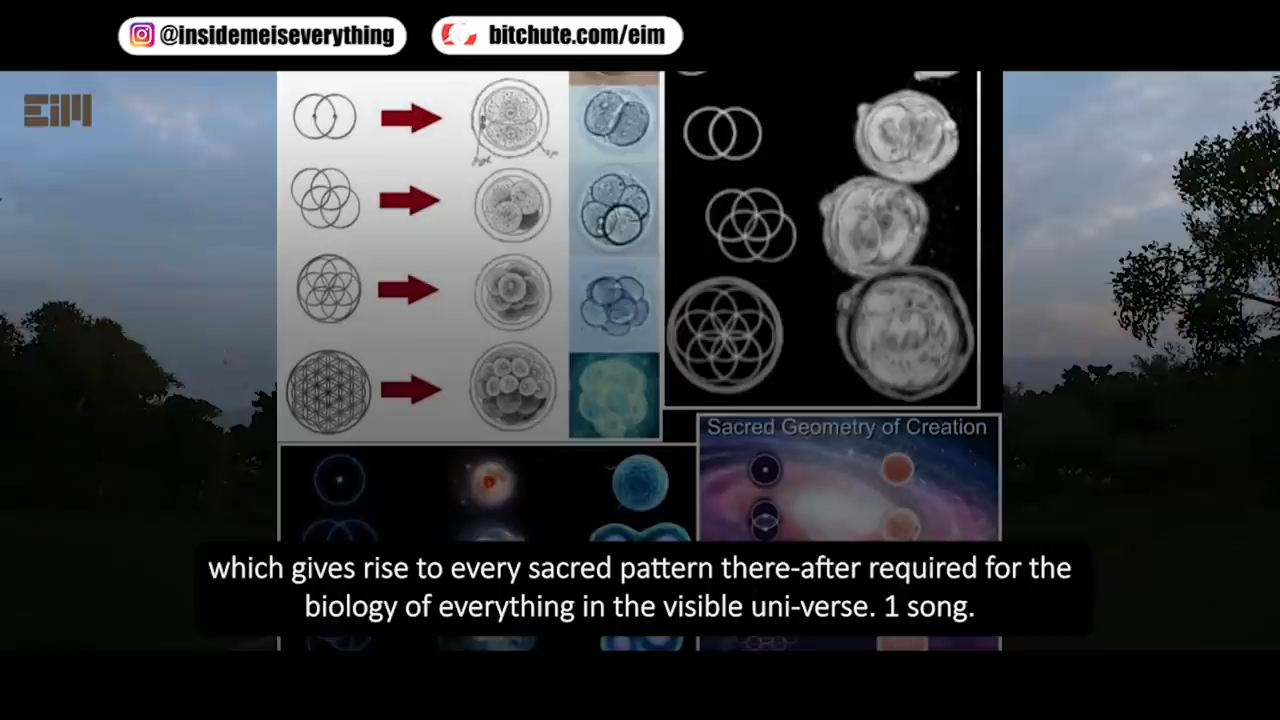 @insidemeiseverything
bitchute.com/eim
EiM
Sacred Geometry of Creation
which gives rise to every sacred pattern there-after required for the
biology of everything in the visible uni-verse. 1 song.